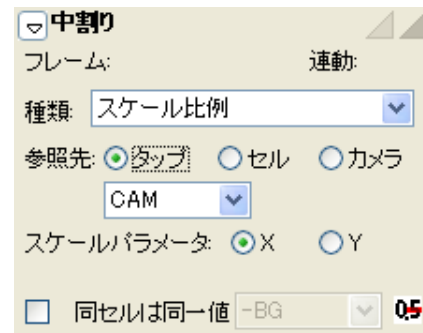 中割り
フレーム: 連動:
種類: スケール比例
参照先: タップ セル カメラ
CAM
スケールパラメータ: X Y
同セルは同一値 -BG 0.5